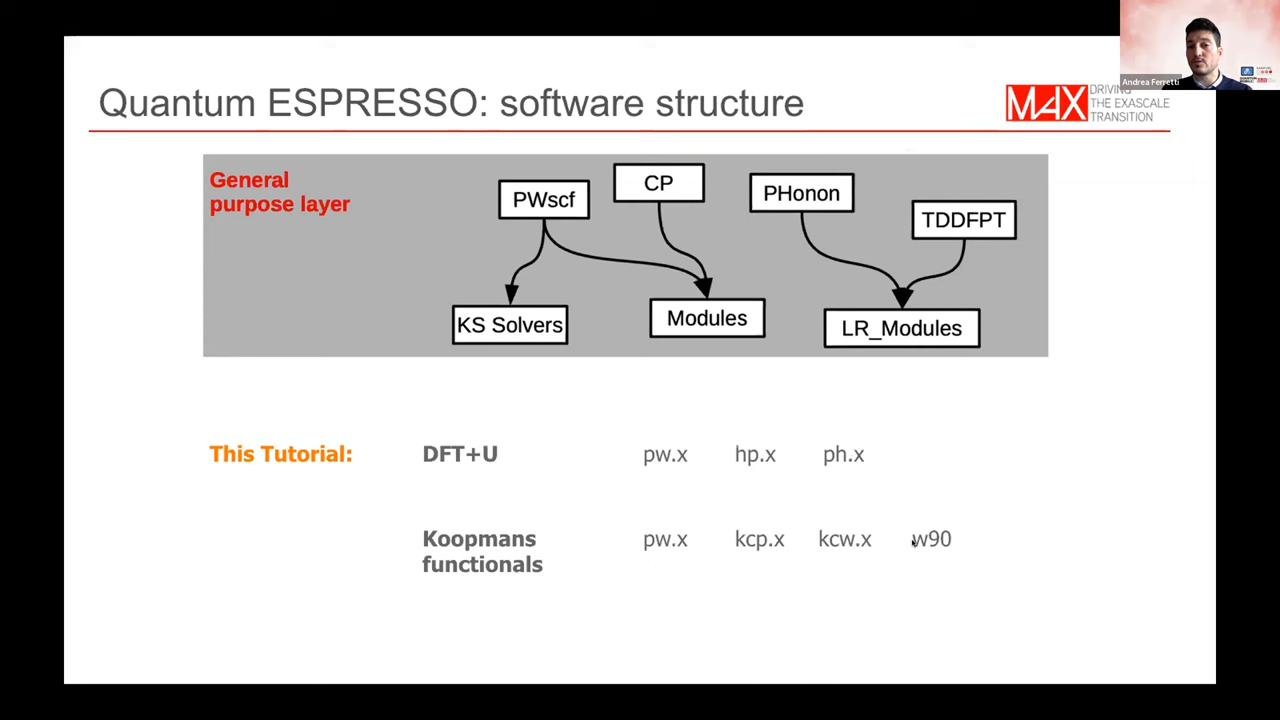 Andrea Ferretti
Quantum ESPRESSO: software structure
MAX DRIVING
THE EXASCALE
TRANSITION
General
purpose layer
PWscf
CP
PHonon
TDDFPT
KS Solvers
Modules
LR_Modules
This Tutorial: DFT+U pw.x hp.x ph.x
Koopmans pw.x kcp.x kcw.x w90
functionals